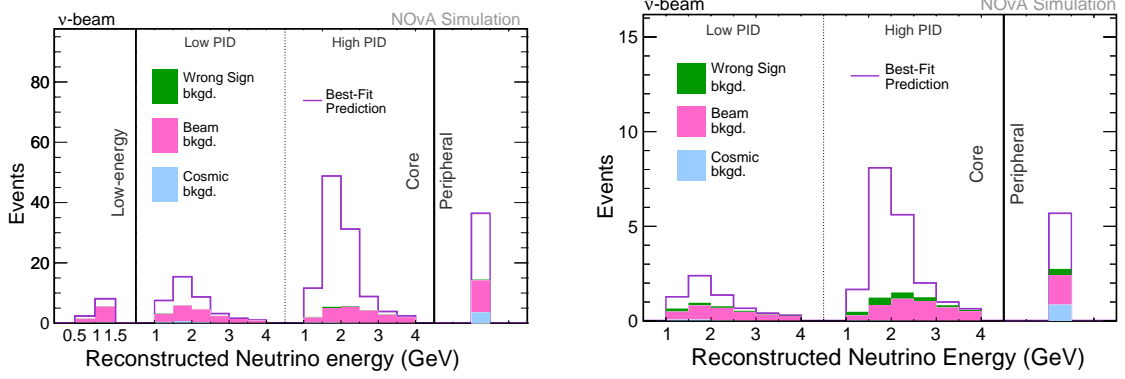 ν-beam
NOvA Simulation
Low PID
High PID
Wrong Sign
bkgd.
Beam
bkgd.
Cosmic
bkgd.
Best-Fit
Prediction
Low-energy
Core
Peripheral
Events
80
60
40
20
0
0.5 1 1.5 1 2 3 4 1 2 3 4
Reconstructed Neutrino energy (GeV)
ν-beam
NOvA Simulation
Low PID
High PID
Wrong Sign
bkgd.
Beam
bkgd.
Cosmic
bkgd.
Best-Fit
Prediction
Core
Peripheral
Events
15
10
5
0
1 2 3 4 1 2 3 4
Reconstructed Neutrino Energy (GeV)